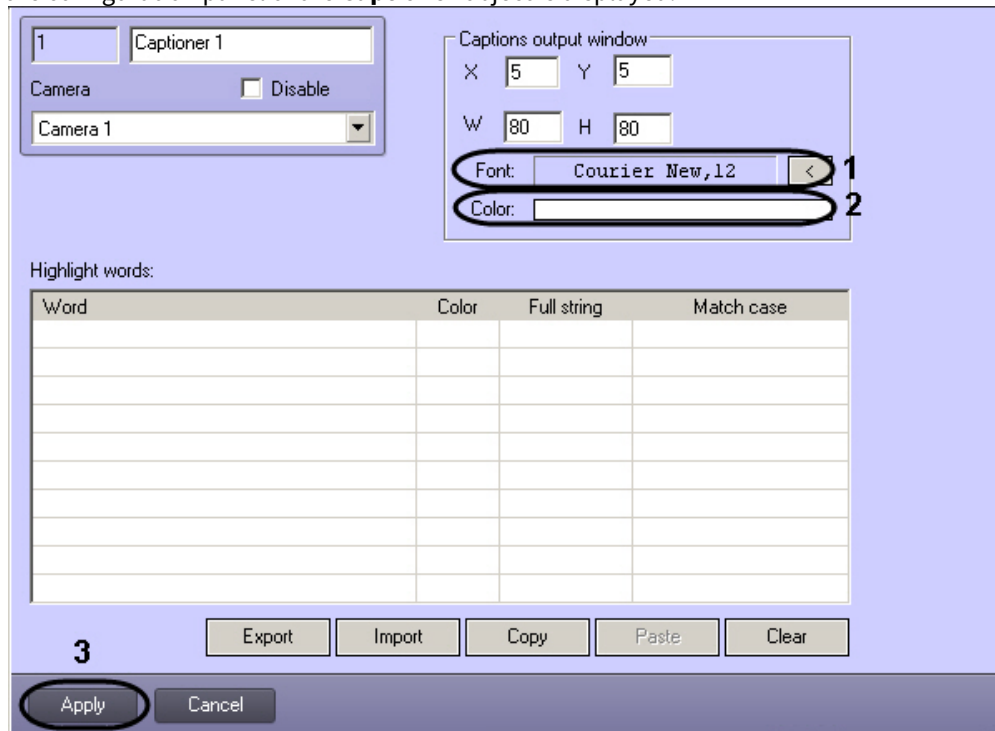 1 Captioner 1
Camera Disable
Camera 1
Captions output window
X 5 Y 5
W 80 H 80
Font: Courier New,12 < 1
Color: 2
Highlight words:
Word Color Full string Match case
Export Import Copy Paste Clear
3
Apply Cancel